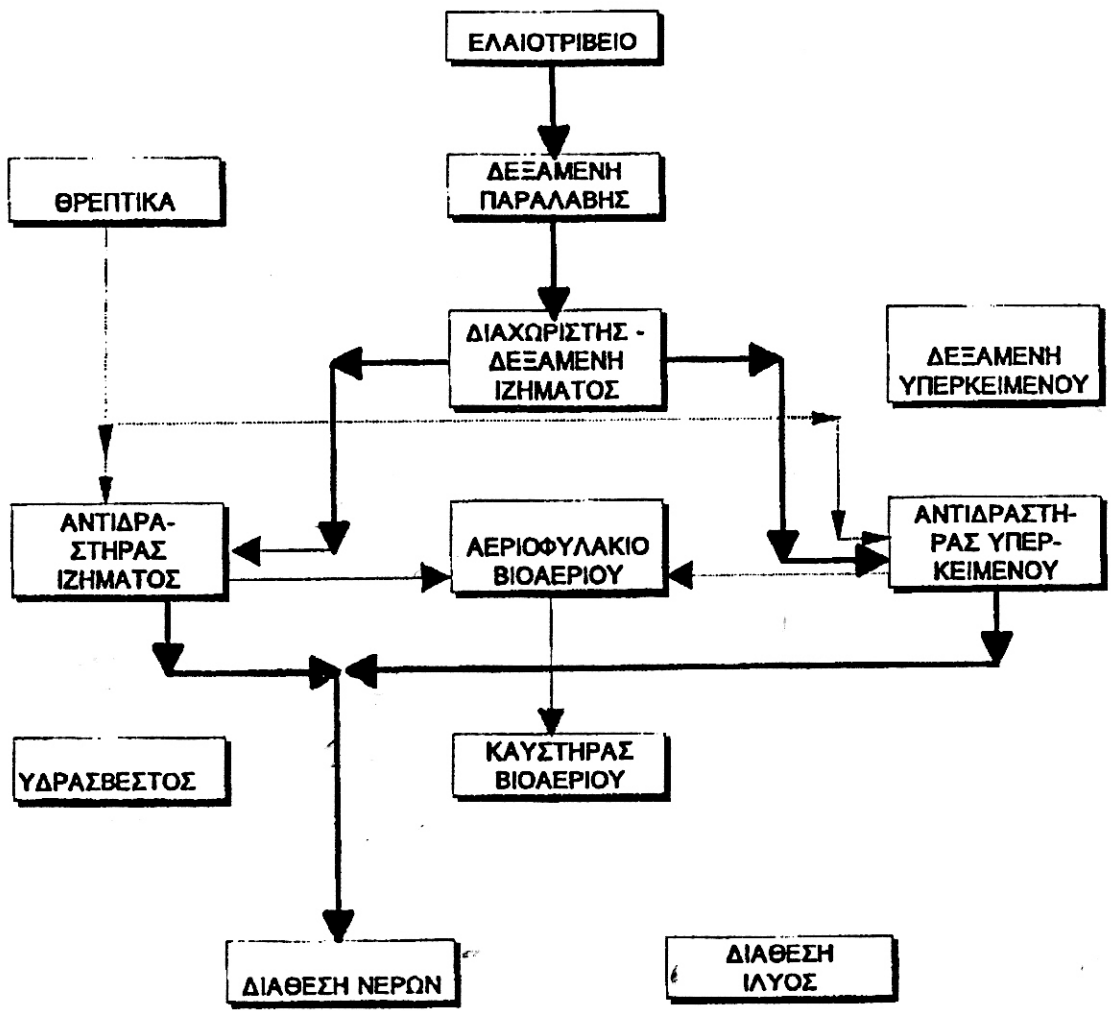 ΕΛΑΙΟΤΡΙΒΕΙΟ
ΔΕΞΑΜΕΝΗ
ΠΑΡΑΛΑΒΗΣ
ΘΡΕΠΤΙΚΑ
ΔΙΑΧΩΡΙΣΤΗΣ -
ΔΕΞΑΜΕΝΗ
ΙΖΗΜΑΤΟΣ
ΔΕΞΑΜΕΝΗ
ΥΠΕΡΚΕΙΜΕΝΟΥ
ΑΝΤΙΔΡΑ-
ΣΤΗΡΑΣ
ΙΖΗΜΑΤΟΣ
ΑΕΡΙΟΦΥΛΑΚΙΟ
ΒΙΟΑΕΡΙΟΥ
ΑΝΤΙΔΡΑΣΤΗ-
ΡΑΣ ΥΠΕΡ-
ΚΕΙΜΕΝΟΥ
ΥΔΡΑΣΒΕΣΤΟΣ
ΚΑΥΣΤΗΡΑΣ
ΒΙΟΑΕΡΙΟΥ
ΔΙΑΘΕΣΗ ΝΕΡΩΝ
ΔΙΑΘΕΣΗ
ΙΛΥΟΣ